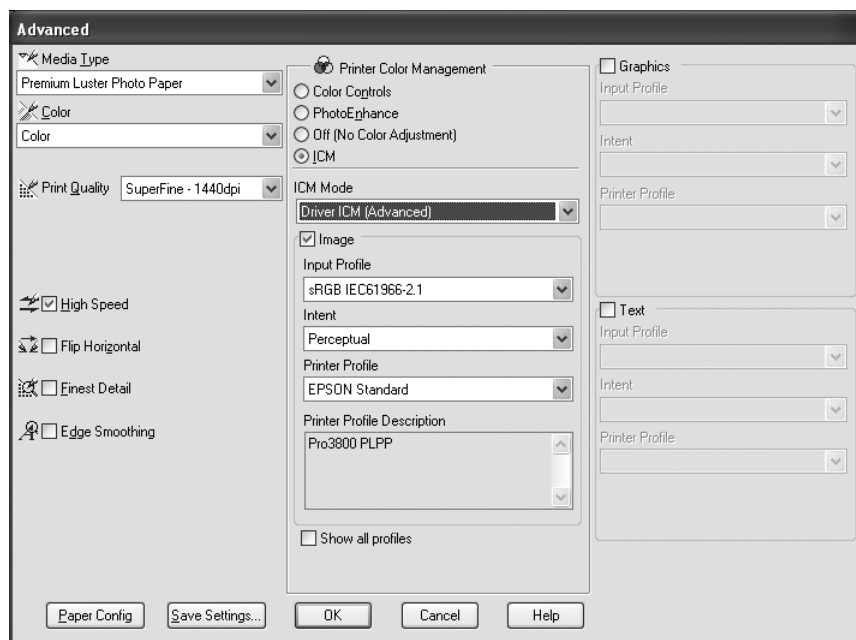 Advanced
Media Type
Premium Luster Photo Paper
Color
Color
Print Quality
SuperFine - 1440dpi
High Speed
Flip Horizontal
Finest Detail
Edge Smoothing
Printer Color Management
Color Controls
PhotoEnhance
Off (No Color Adjustment)
ICM
ICM Mode
Driver ICM (Advanced)
Image
Input Profile
sRGB IEC61966-2.1
Intent
Perceptual
Printer Profile
EPSON Standard
Printer Profile Description
Pro3800 PLPP
Show all profiles
Graphics
Input Profile
Intent
Printer Profile
Text
Input Profile
Intent
Printer Profile
Paper Config
Save Settings...
OK
Cancel
Help